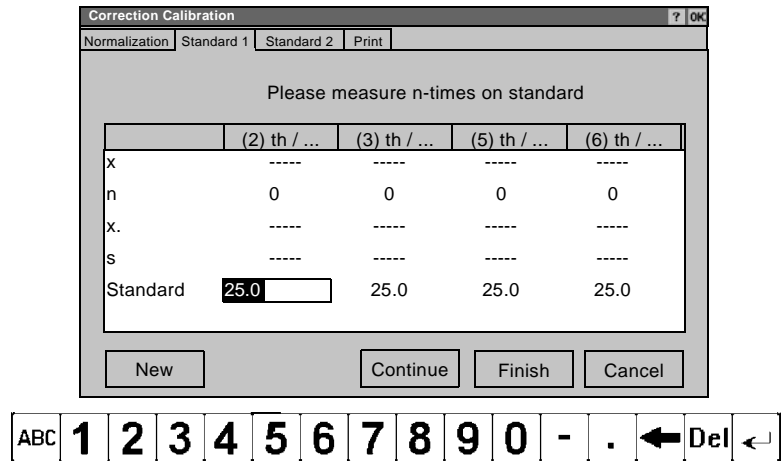 Correction Calibration ? OK
Normalization Standard 1 Standard 2 Print
Please measure n-times on standard
(2) th / ... (3) th / ... (5) th / ... (6) th / ...
x ----- ----- ----- -----
n 0 0 0 0
x. ----- ----- ----- -----
s ----- ----- ----- -----
Standard 25.0 25.0 25.0 25.0
New Continue Finish Cancel
ABC 1 2 3 4 5 6 7 8 9 0 - . Del